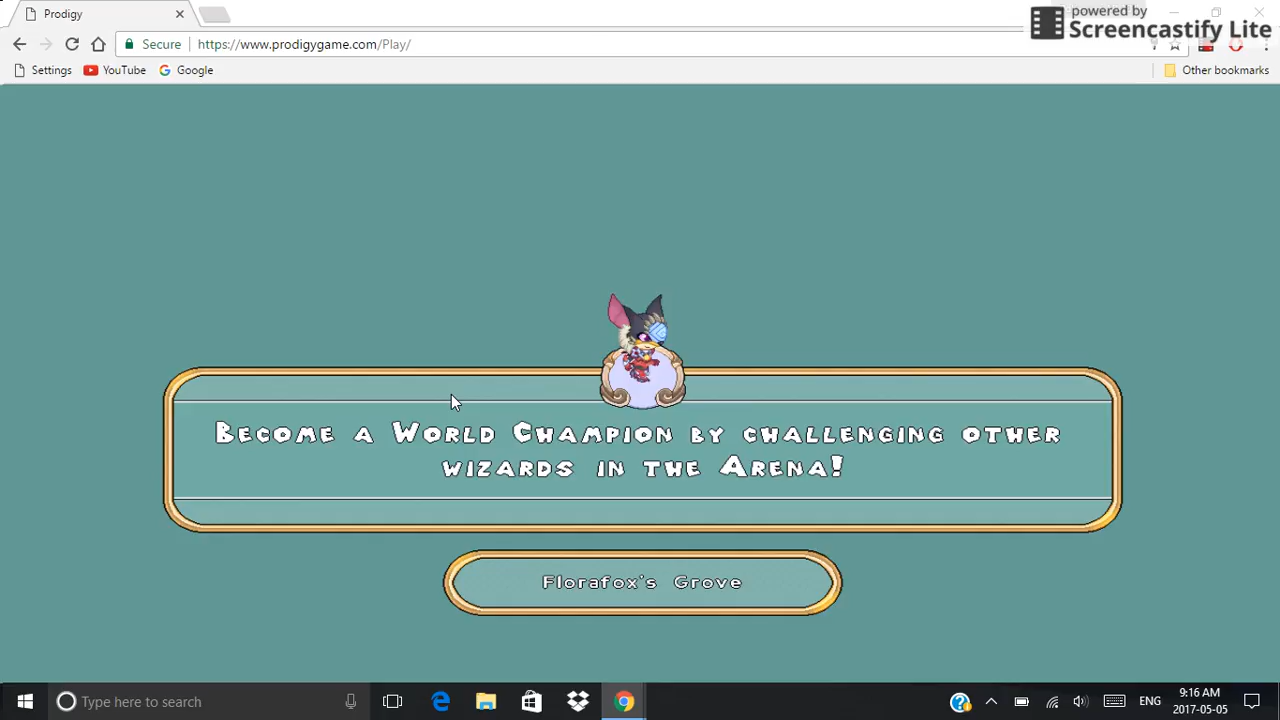 Prodigy
powered by
Screencastify Lite
Secure https://www.prodigygame.com/Play/
Settings YouTube Google Other bookmarks
Become a World Champion by challenging other
wizards in the Arena!
Florafox's Grove
Type here to search
ENG
9:16 AM
2017-05-05